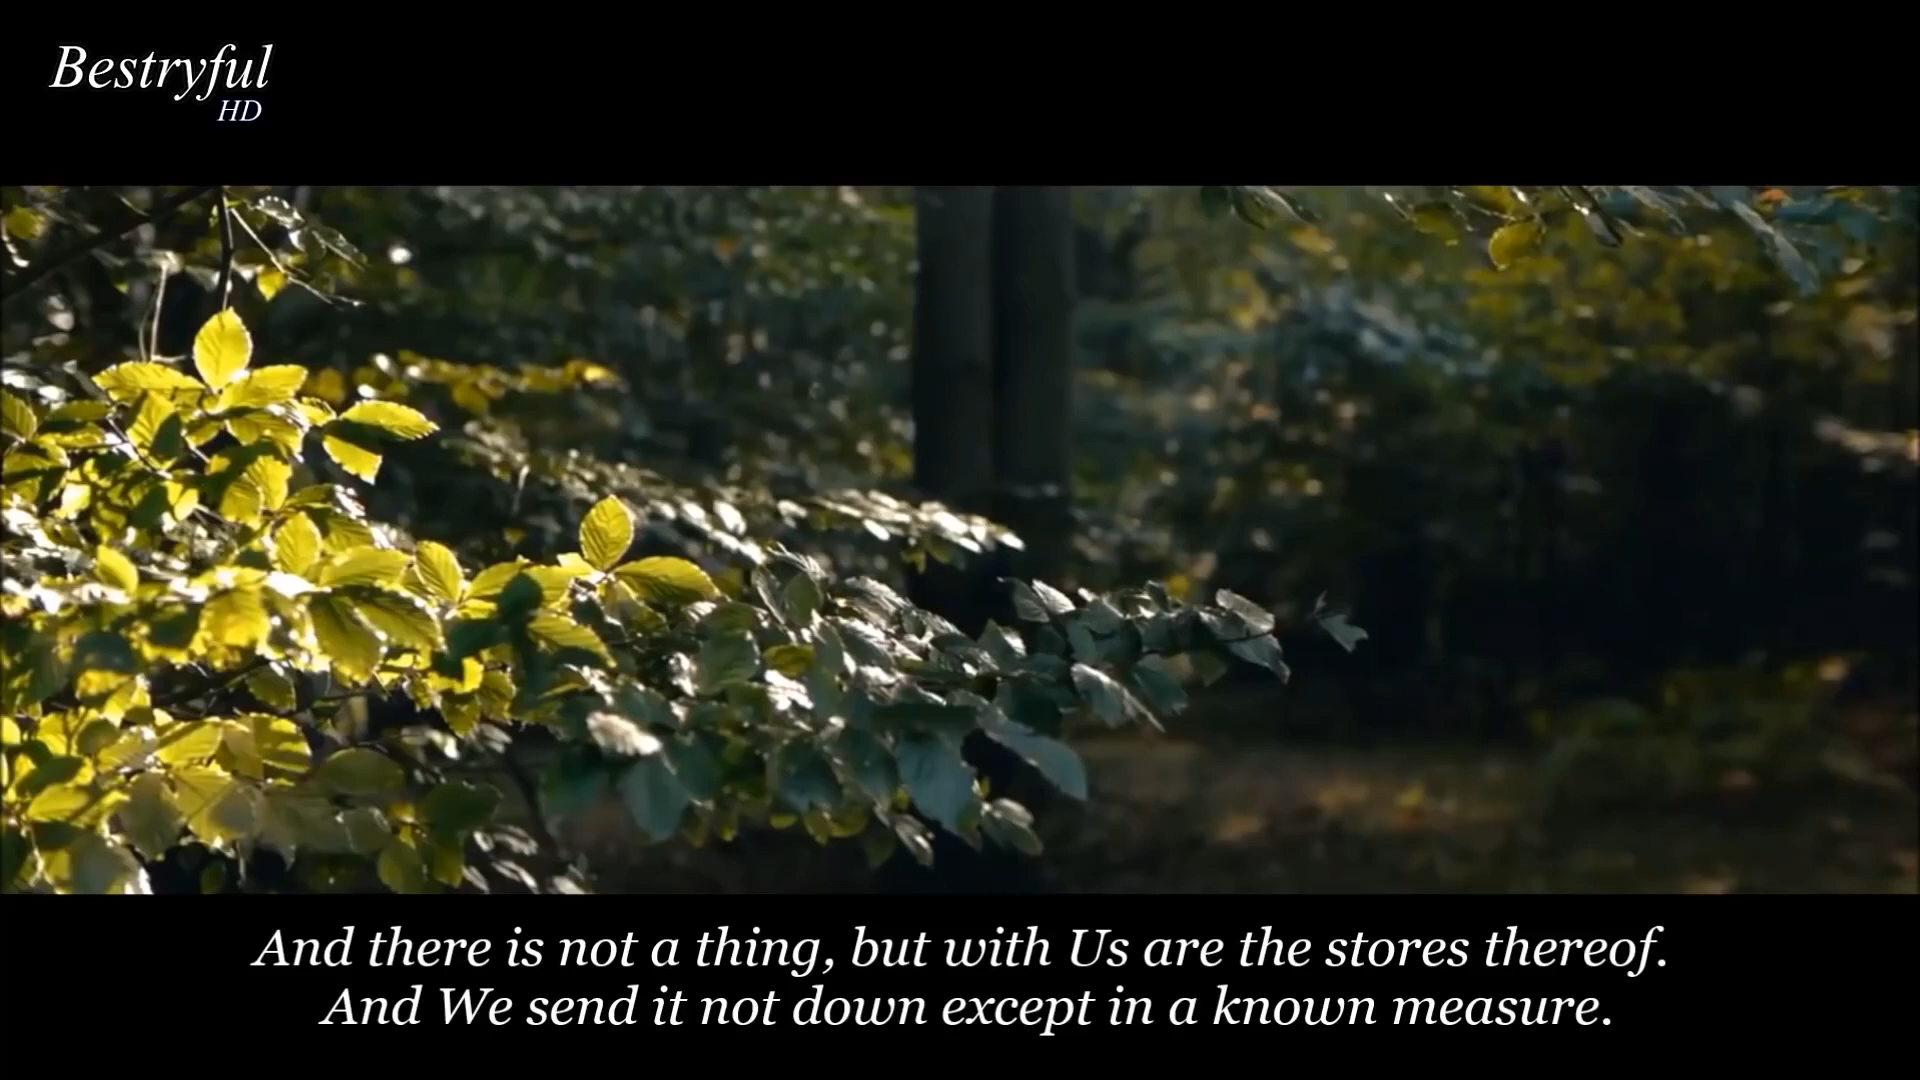 Bestryful
HD
And there is not a thing, but with Us are the stores thereof.
And We send it not down except in a known measure.